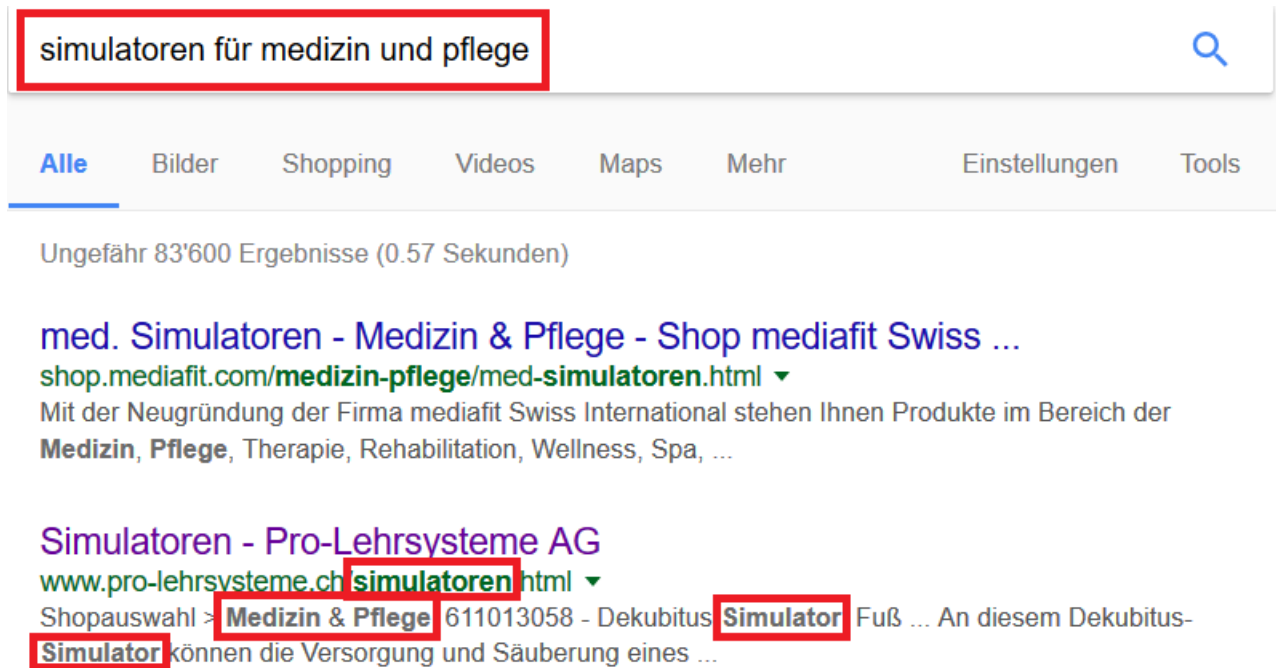 simulatoren für medizin und pflege
Alle Bilder Shopping Videos Maps Mehr Einstellungen Tools
Ungefähr 83'600 Ergebnisse (0.57 Sekunden)
med. Simulatoren - Medizin & Pflege - Shop mediafit Swiss ...
shop.mediafit.com/medizin-pflege/med-simulatoren.html
Mit der Neugründung der Firma mediafit Swiss International stehen Ihnen Produkte im Bereich der
Medizin, Pflege, Therapie, Rehabilitation, Wellness, Spa, ...
Simulatoren - Pro-Lehrsysteme AG
www.pro-lehrsysteme.ch/simulatoren.html
Shopauswahl > Medizin & Pflege 611013058 - Dekubitus Simulator Fuß ... An diesem Dekubitus-
Simulator können die Versorgung und Säuberung eines ...